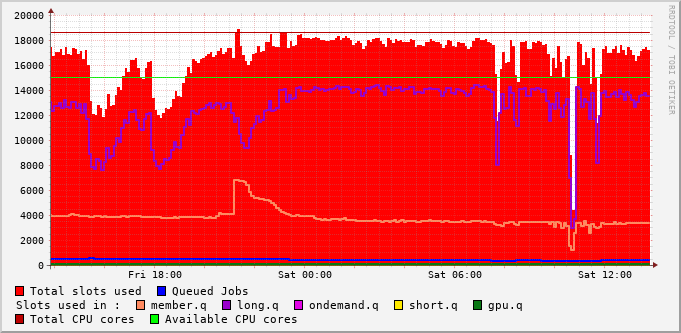 RRDTOOL / TOBI OETIKER
20000
18000
16000
14000
12000
10000
8000
6000
4000
2000
0
Fri 18:00 Sat 00:00 Sat 06:00 Sat 12:00
Total slots used Queued Jobs
Slots used in : member.q long.q ondemand.q short.q gpu.q
Total CPU cores Available CPU cores